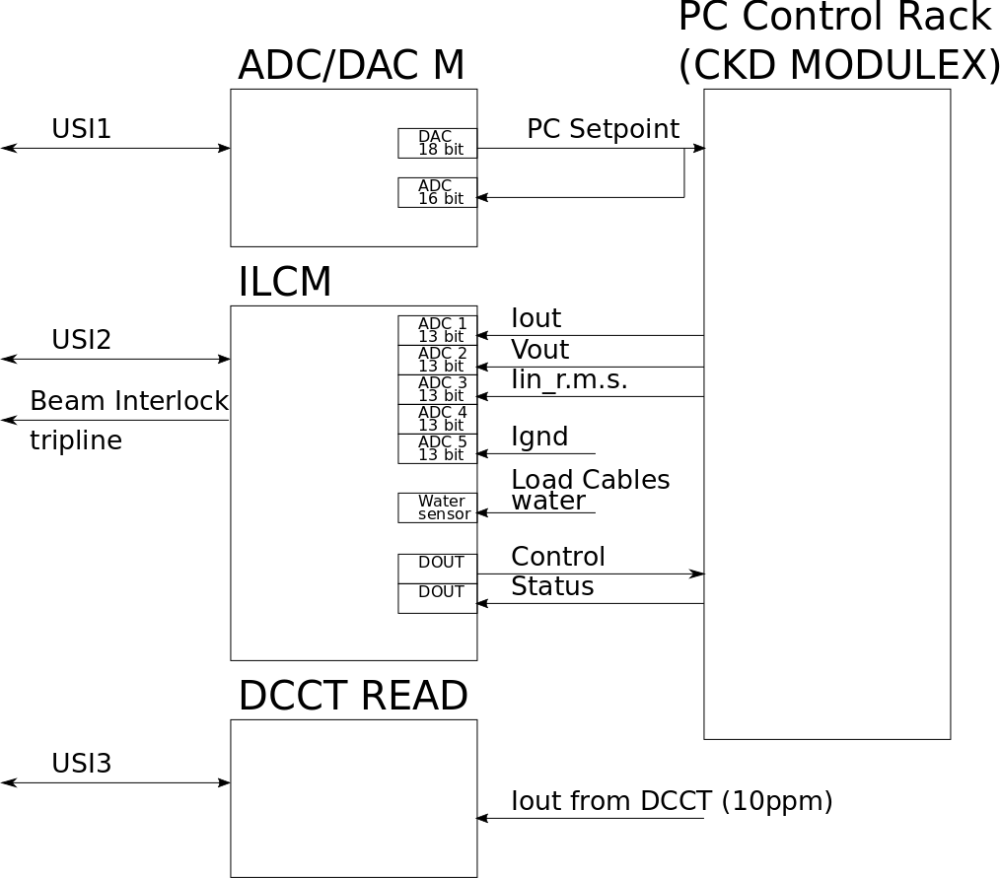 PC Control Rack
(CKD MODULEX)
ADC/DAC M
USI1
DAC
18 bit
PC Setpoint
ADC
16 bit
ILCM
ADC 1
13 bit
Iout
USI2
ADC 2
13 bit
Vout
ADC 3
13 bit
Iin_r.m.s.
Beam Interlock
tripline
ADC 4
13 bit
ADC 5
13 bit
Ignd
Load Cables
water
Water
sensor
DOUT
Control
DOUT
Status
DCCT READ
USI3
Iout from DCCT (10ppm)